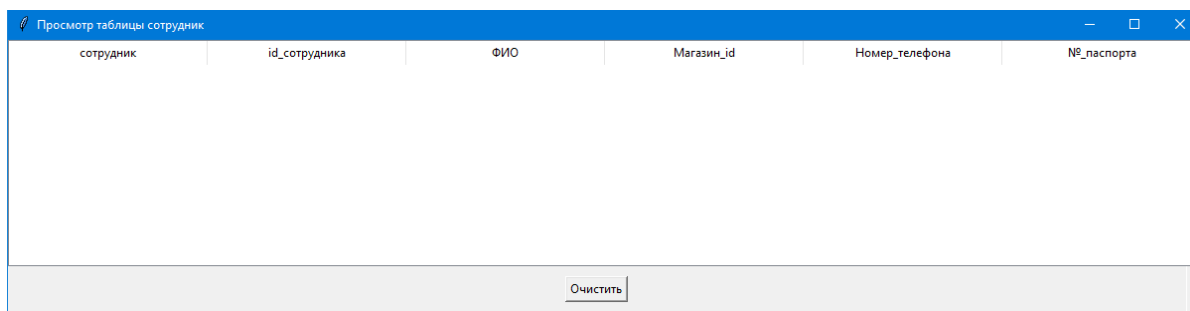 Просмотр таблицы сотрудник
сотрудник id_сотрудника ФИО Магазин_id Номер_телефона №_паспорта
Очистить